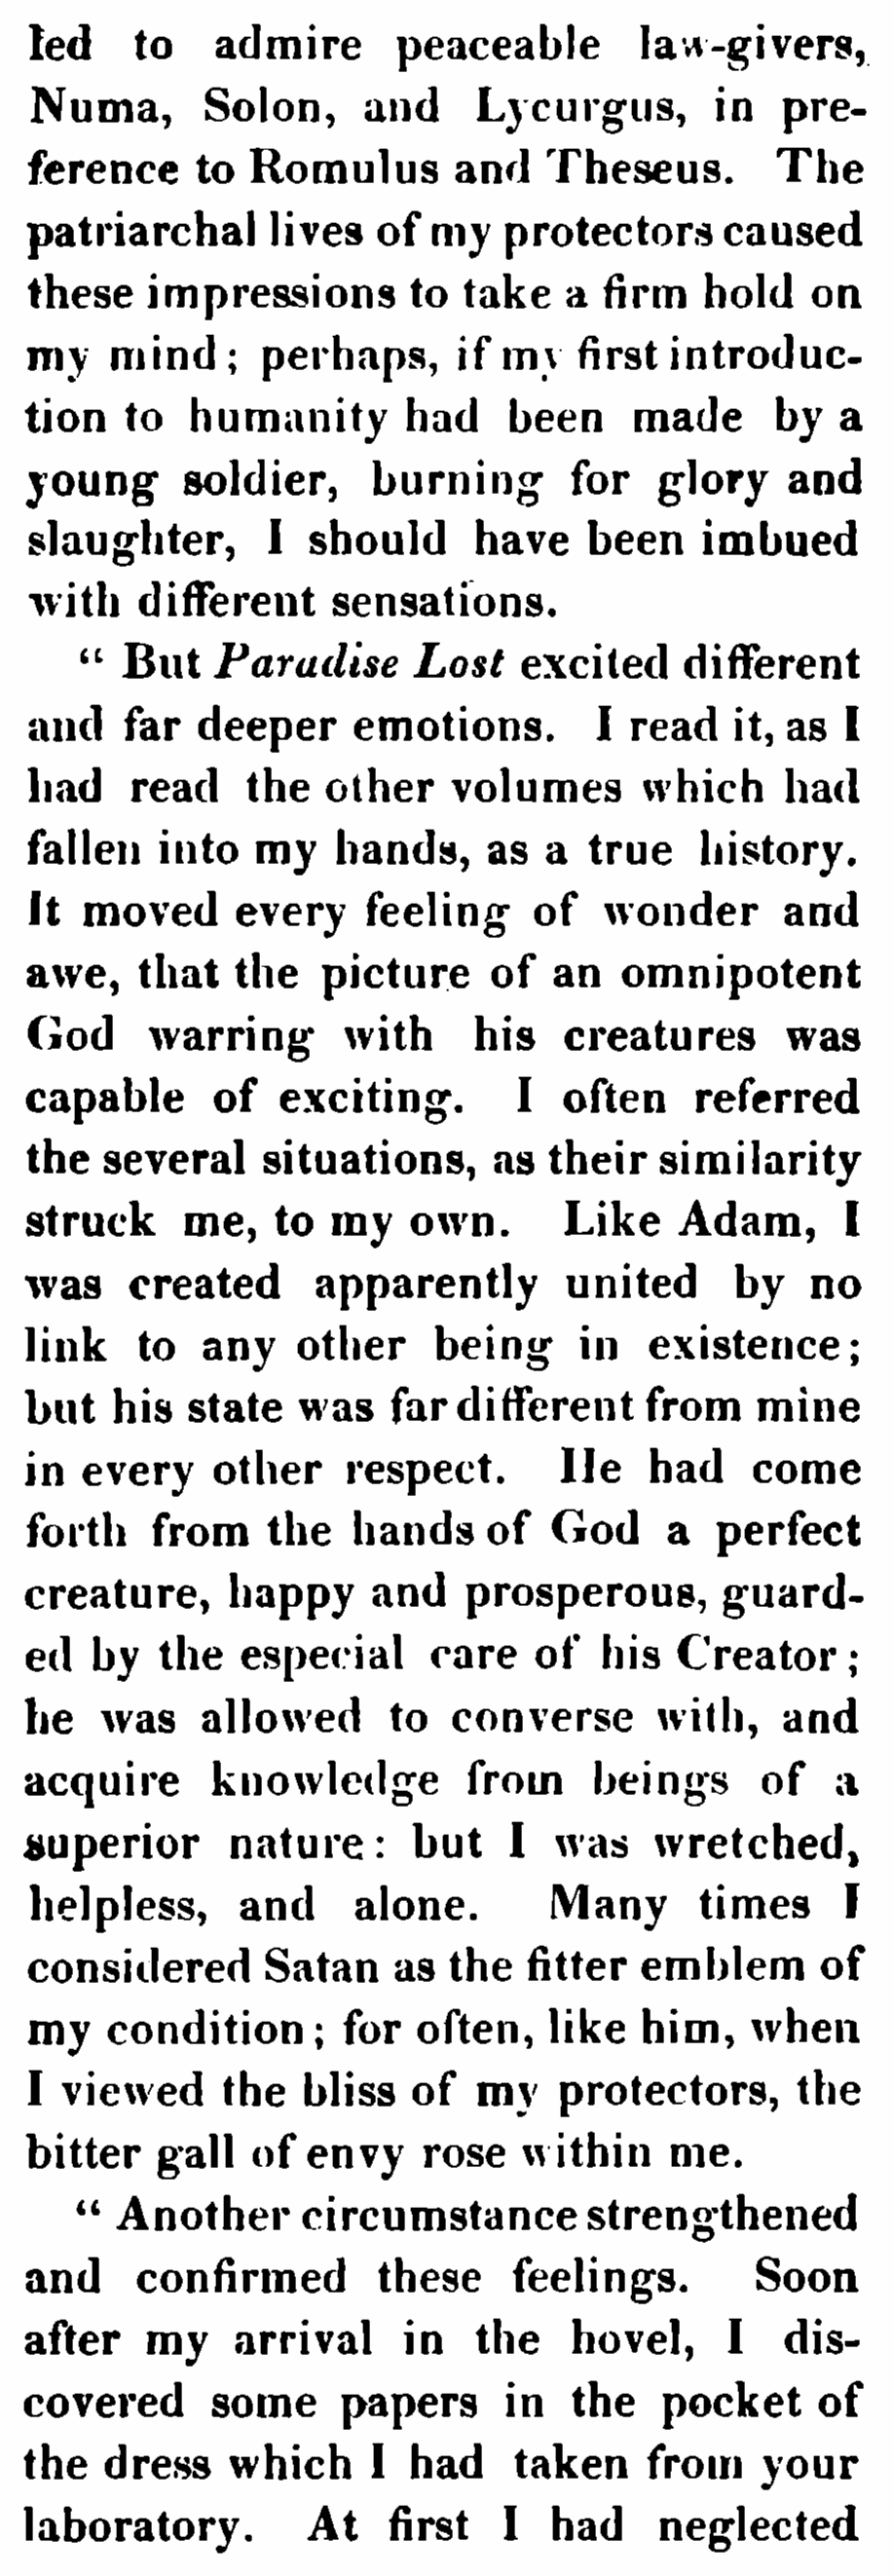 led to admire peaceable law-givers,
Numa, Solon, and Lycurgus, in pre-
ference to Romulus and Theseus. The
patriarchal lives of my protectors caused
these impressions to take a firm hold on
my mind; perhaps, if my first introduc-
tion to humanity had been made by a
young soldier, burning for glory and
slaughter, I should have been imbued
with different sensations.
“ But Paradise Lost excited different
and far deeper emotions. I read it, as I
had read the other volumes which had
fallen into my hands, as a true history.
It moved every feeling of wonder and
awe, that the picture of an omnipotent
God warring with his creatures was
capable of exciting. I often referred
the several situations, as their similarity
struck me, to my own. Like Adam, I
was created apparently united by no
link to any other being in existence;
but his state was far different from mine
in every other respect. He had come
forth from the hands of God a perfect
creature, happy and prosperous, guard-
ed by the especial care of his Creator;
he was allowed to converse with, and
acquire knowledge from beings of a
superior nature: but I was wretched,
helpless, and alone. Many times I
considered Satan as the fitter emblem of
my condition; for often, like him, when
I viewed the bliss of my protectors, the
bitter gall of envy rose within me.
“ Another circumstance strengthened
and confirmed these feelings. Soon
after my arrival in the hovel, I dis-
covered some papers in the pocket of
the dress which I had taken from your
laboratory. At first I had neglected